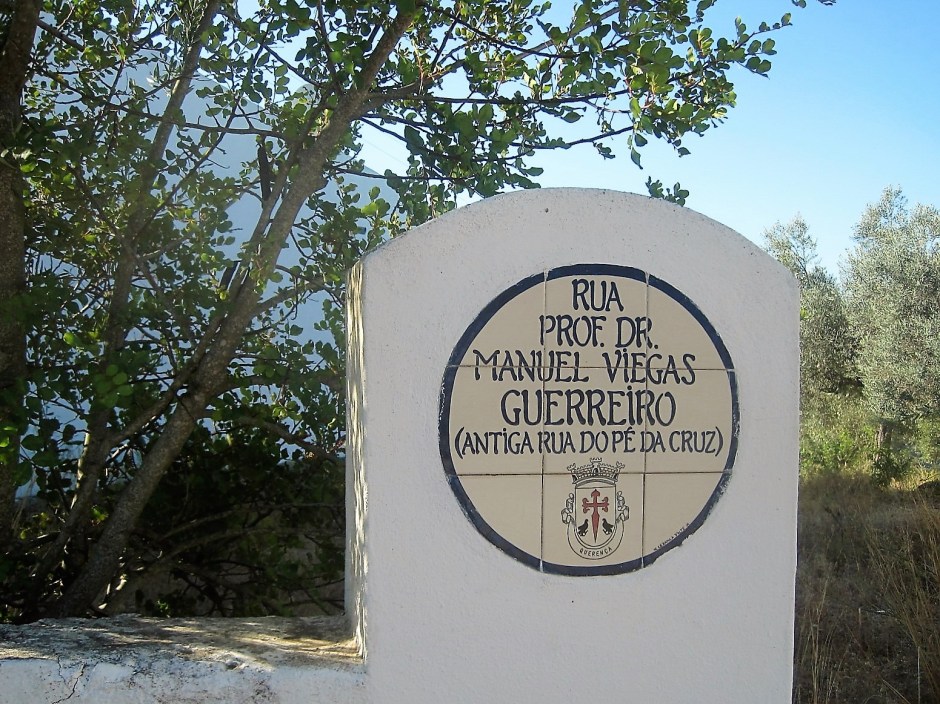 RUA
PROF. DR.
MANUEL VIEGAS
GUERREIRO
(ANTIGA RUA DO PÉ DA CRUZ)
QUERENÇA